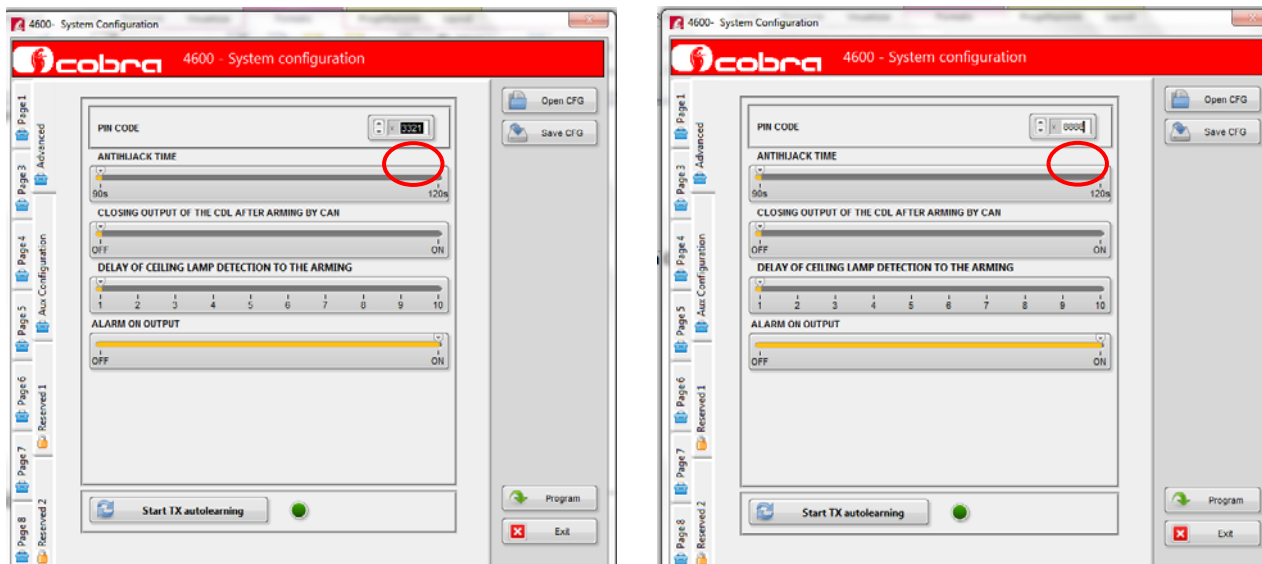 4600- System Configuration
cobra
4600 - System configuration
Page 1
Page 3
Page 4
Page 5
Page 6
Page 7
Page 8
Advanced
Aux Configuration
Reserved 1
Reserved 2
PIN CODE
x 3321
ANTIHIJACK TIME
90s 120s
CLOSING OUTPUT OF THE CDL AFTER ARMING BY CAN
OFF ON
DELAY OF CEILING LAMP DETECTION TO THE ARMING
1 2 3 4 5 6 7 8 9 10
ALARM ON OUTPUT
OFF ON
Start TX autolearning
Open CFG
Save CFG
Program
Exit
4600- System Configuration
cobra
4600 - System configuration
Page 1
Page 3
Page 4
Page 5
Page 6
Page 7
Page 8
Advanced
Aux Configuration
Reserved 1
Reserved 2
PIN CODE
ANTIHIJACK TIME
90s 120s
CLOSING OUTPUT OF THE CDL AFTER ARMING BY CAN
OFF ON
DELAY OF CEILING LAMP DETECTION TO THE ARMING
1 2 3 4 5 6 7 8 9 10
ALARM ON OUTPUT
OFF ON
Start TX autolearning
Open CFG
Save CFG
Program
Exit